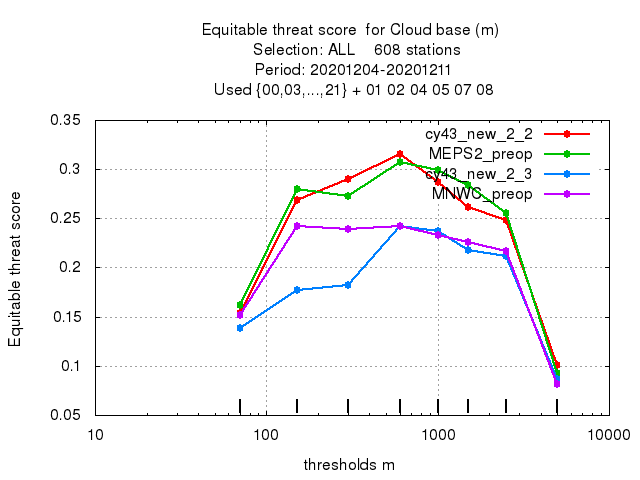 Equitable threat score  for Cloud base (m)
Selection: ALL    608 stations
Period: 20201204-20201211
Used {00,03,...,21} + 01 02 04 05 07 08
0.35
0.3
0.25
0.2
0.15
0.1
0.05
Equitable threat score
cy43_new_2_2
MEPS2_preop
cy43_new_2_3
MNWC_preop
10
100
1000
10000
thresholds m